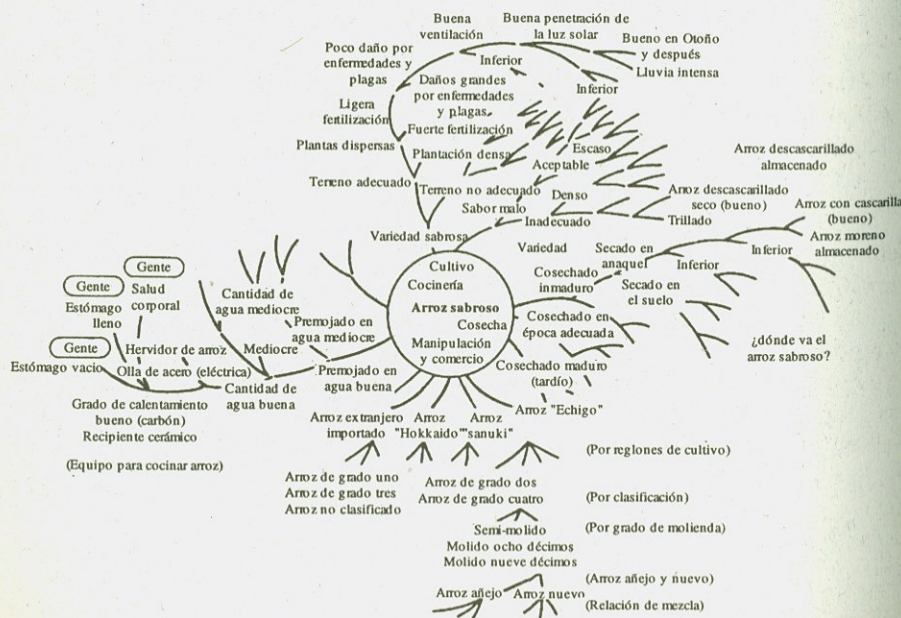 Buena
ventilación
Buena penetración de
la luz solar
Bueno en Otoño
y después
Lluvia intensa
Poco daño por
enfermedades y
plagas
Inferior
Inferior
Daños grandes
por enfermedades
y plagas
Ligera
fertilización
Fuerte fertilización
Plantas dispersas
Plantación densa
Escaso
Aceptable
Arroz descascarillado
almacenado
Terreno adecuado
Terreno no adecuado
Denso
Arroz descascarillado
seco (bueno)
Sabor malo
Inadecuado
Trillado
Arroz con cascarilla
(bueno)
Variedad sabrosa
Variedad
Secado en
anaquel
Inferior
Arroz moreno
almacenado
Inferior
Cultivo
Cocinería
Arroz sabroso
Cosecha
Manipulación
y comercio
Cosechado
inmaduro
Secado en
el suelo
Cosechado en
época adecuada
¿dónde va el
arroz sabroso?
Cosechado maduro
(tardío)
Gente
Gente
Salud
corporal
Estómago
lleno
Cantidad de
agua mediocre
Premojado en
agua mediocre
Gente
Hervidor de arroz
Mediocre
Estómago vacio
Olla de acero (eléctrica)
Premojado en
agua buena
Cantidad de
agua buena
Grado de calentamiento
bueno (carbón)
Recipiente cerámico
(Equipo para cocinar arroz)
Arroz extranjero
importado
Arroz
"Hokkaido"
Arroz
"sanuki"
Arroz "Echigo"
(Por reglones de cultivo)
Arroz de grado uno
Arroz de grado tres
Arroz no clasificado
Arroz de grado dos
Arroz de grado cuatro
(Por clasificación)
Semi-molido
Molido ocho décimos
Molido nueve décimos
(Por grado de molienda)
(Arroz añejo y nuevo)
Arroz añejo
Arroz nuevo
(Relación de mezcla)